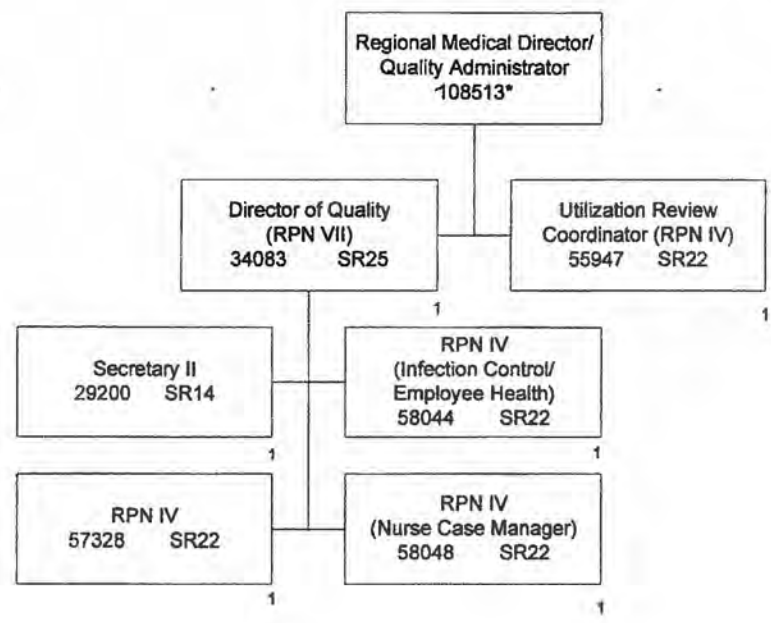 Regional Medical Director/
Quality Administrator
108513*
Director of Quality
(RPN VII)
34083 SR25
1
Utilization Review
Coordinator (RPN IV)
55947 SR22
1
Secretary II
29200 SR14
1
RPN IV
(Infection Control/
Employee Health)
58044 SR22
1
RPN IV
57328 SR22
1
RPN IV
(Nurse Case Manager)
58048 SR22
1